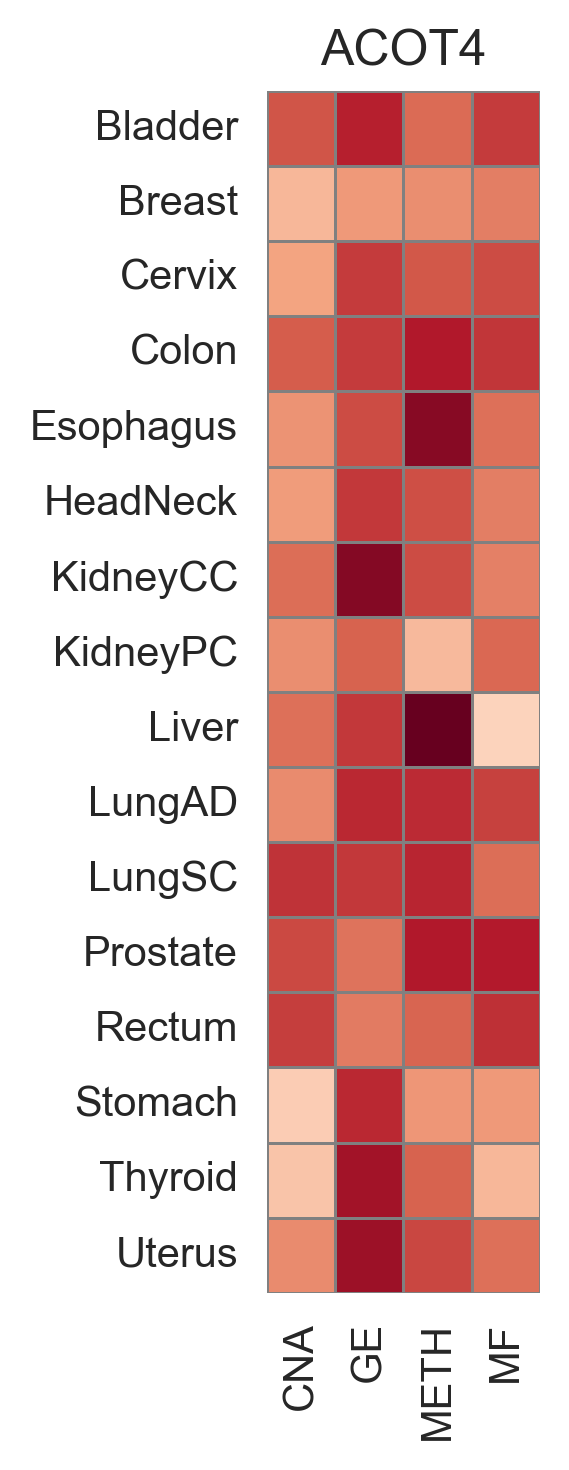 ACOT4
Bladder
Breast
Cervix
Colon
Esophagus
HeadNeck
KidneyCC
KidneyPC
Liver
LungAD
LungSC
Prostate
Rectum
Stomach
Thyroid
Uterus
CNA
GE
METH
MF